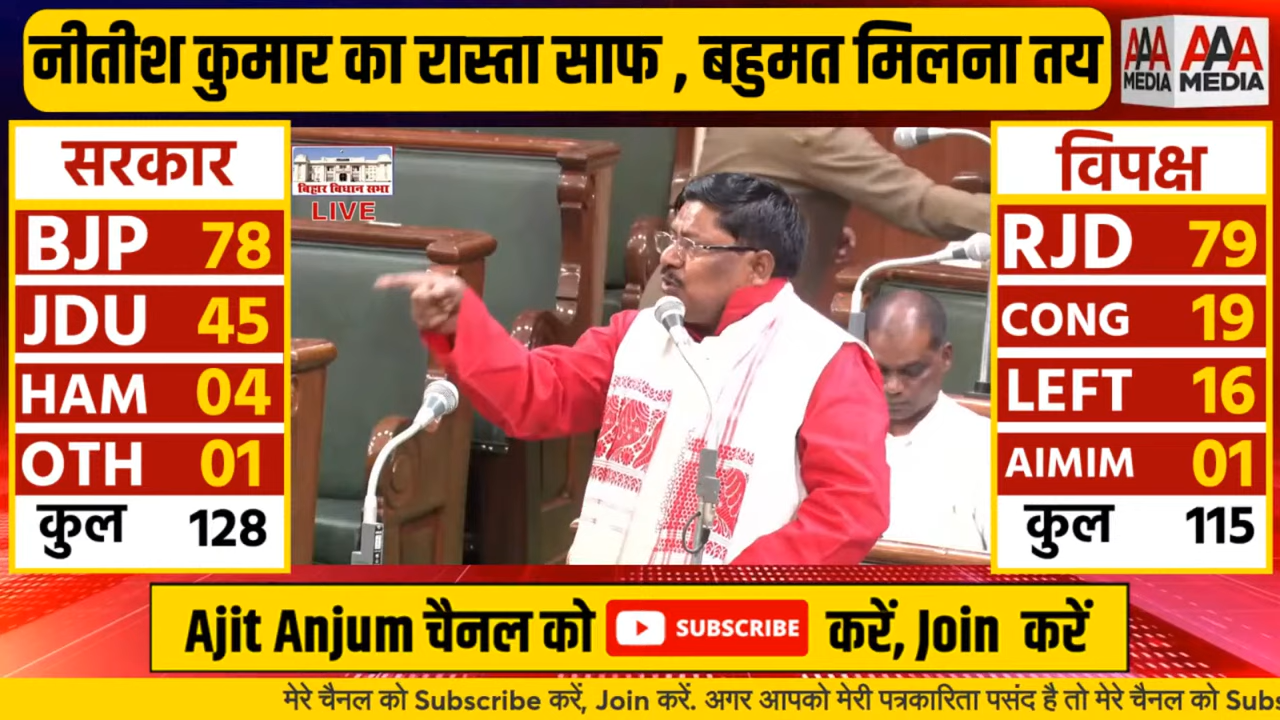 नीतीश कुमार का रास्ता साफ , बहुमत मिलना तय
AAA MEDIA
AAA MEDIA
सरकार
BJP 78
JDU 45
HAM 04
OTH 01
कुल 128
बिहार विधान सभा
LIVE
विपक्ष
RJD 79
CONG 19
LEFT 16
AIMIM 01
कुल 115
Ajit Anjum चैनल को SUBSCRIBE करें, Join करें
मेरे चैनल को Subscribe करें, Join करें. अगर आपको मेरी पत्रकारिता पसंद है तो मेरे चैनल को Subs